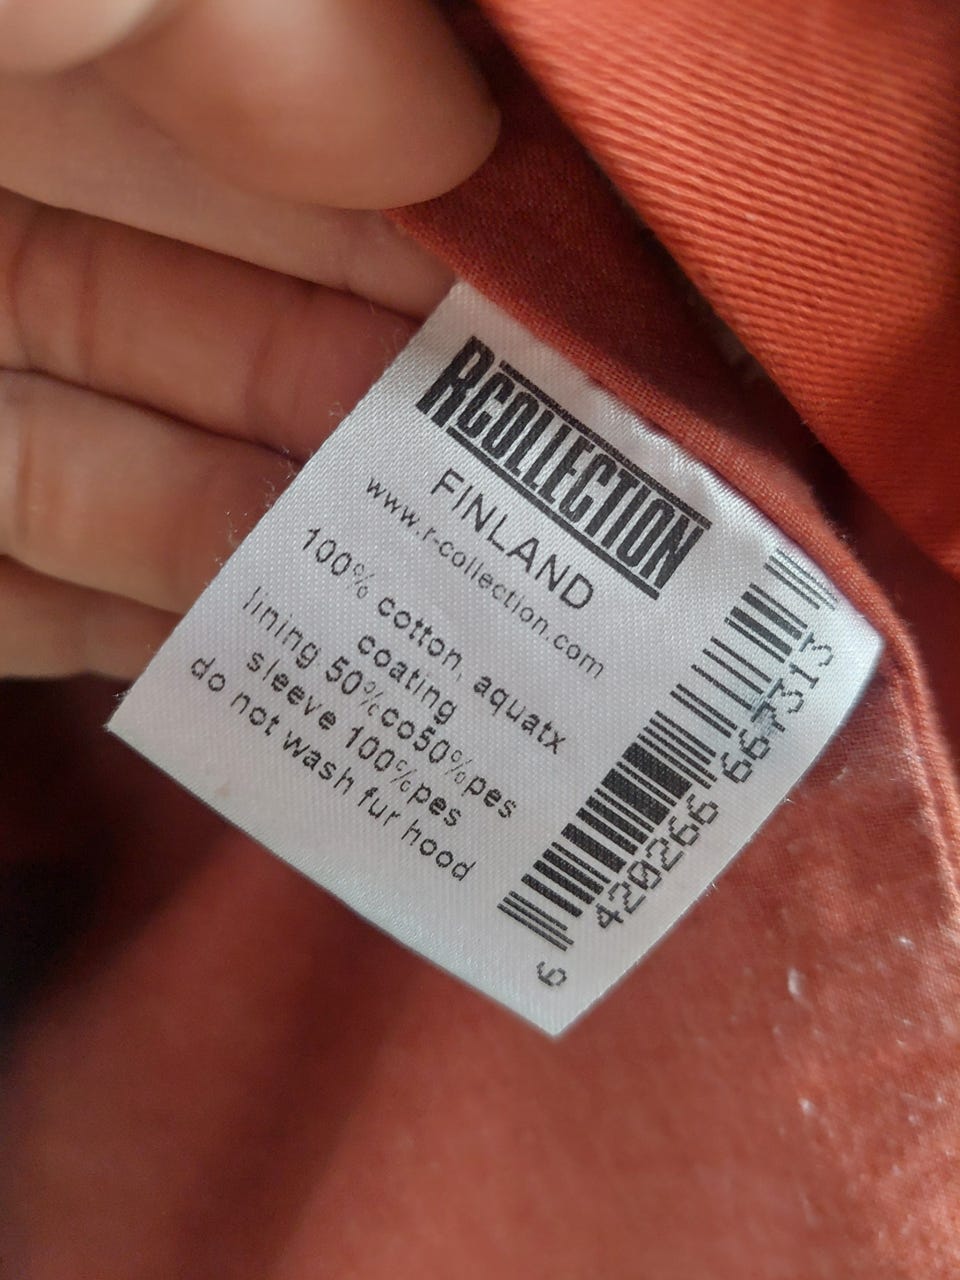 RCOLLECTION
FINLAND
www.r-collection.com
100% cotton, aquatx
coating
lining 50%co50%pes
sleeve 100%pes
do not wash fur hood
6 420266 667313